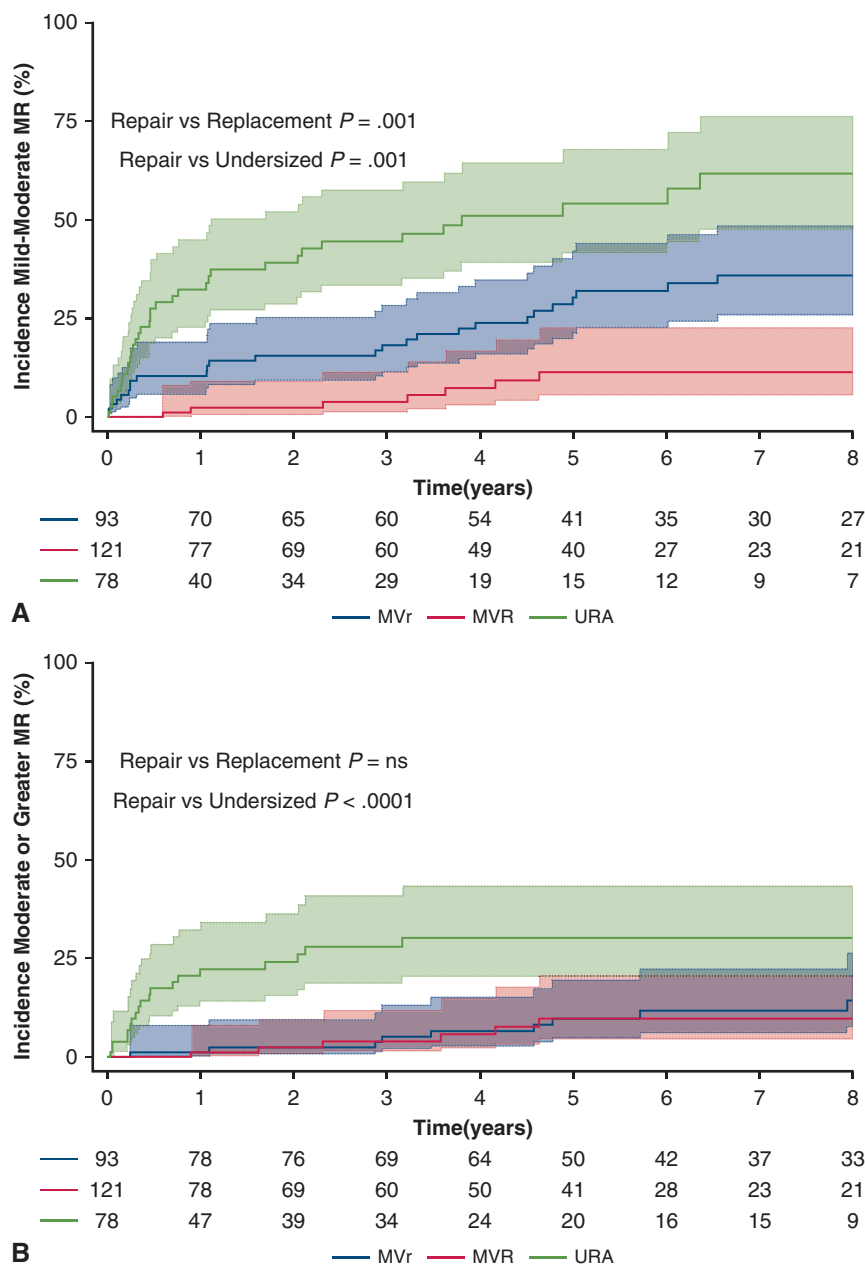 100
75
50
25
0
Incidence Mild-Moderate MR (%)
Repair vs Replacement P = .001
Repair vs Undersized P = .001
0 1 2 3 4 5 6 7 8
Time(years)
93 70 65 60 54 41 35 30 27
121 77 69 60 49 40 27 23 21
78 40 34 29 19 15 12 9 7
A
MVr MVR URA
100
75
50
25
0
Incidence Moderate or Greater MR (%)
Repair vs Replacement P = ns
Repair vs Undersized P < .0001
0 1 2 3 4 5 6 7 8
Time(years)
93 78 76 69 64 50 42 37 33
121 78 69 60 50 41 28 23 21
78 47 39 34 24 20 16 15 9
B
MVr MVR URA